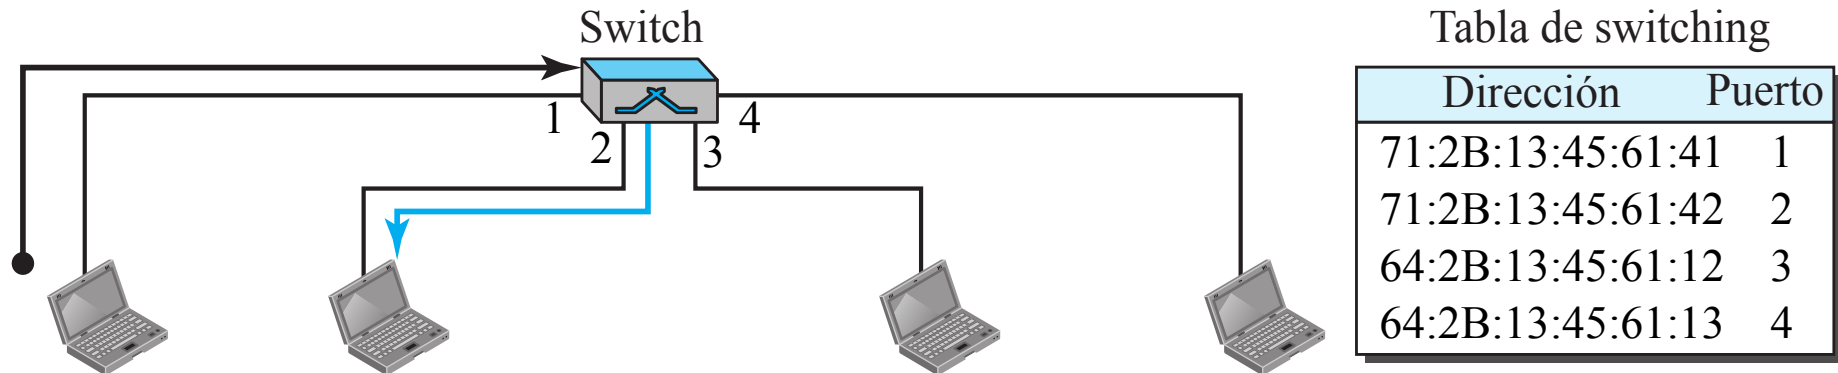 Switch
1
2
3
4
Tabla de switching
Dirección Puerto
71:2B:13:45:61:41 1
71:2B:13:45:61:42 2
64:2B:13:45:61:12 3
64:2B:13:45:61:13 4